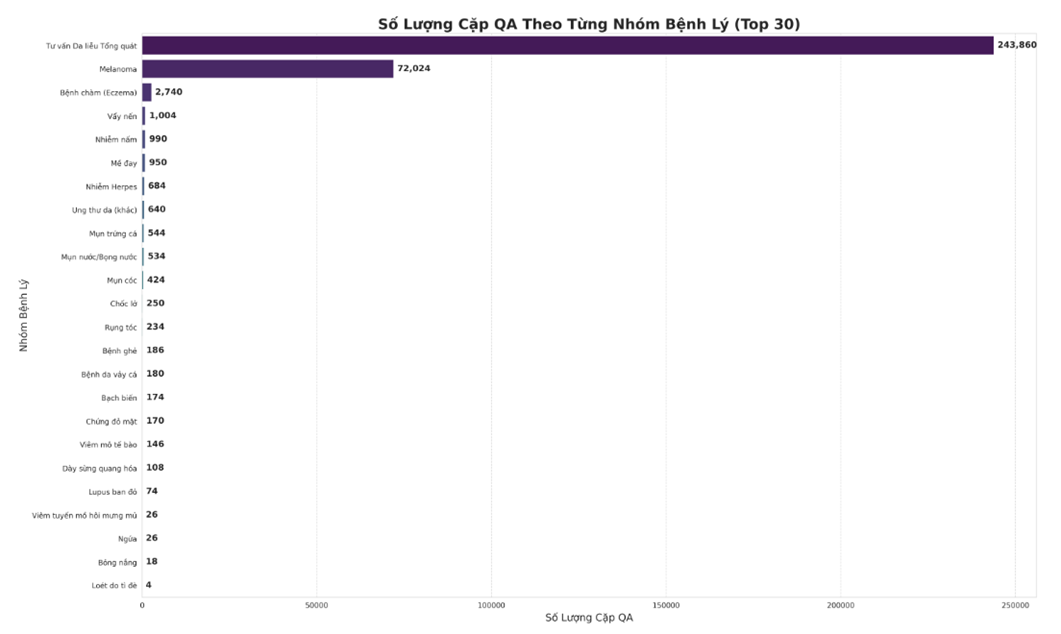 Số Lượng Cặp QA Theo Từng Nhóm Bệnh Lý (Top 30)
Tư vấn Da liễu Tổng quát 243,860
Melanoma 72,024
Bệnh chàm (Eczema) 2,740
Vẩy nến 1,004
Nhiễm nấm 990
Mề đay 950
Nhiễm Herpes 684
Ung thư da (khác) 640
Mụn trứng cá 544
Mụn nước/Bọng nước 534
Mụn cóc 424
Chốc lở 250
Rụng tóc 234
Bệnh ghẻ 186
Bệnh da vảy cá 180
Bạch biến 174
Chứng đỏ mặt 170
Viêm mô tế bào 146
Dày sừng quang hóa 108
Lupus ban đỏ 74
Viêm tuyến mồ hôi mưng mủ 26
Ngứa 26
Bỏng nắng 18
Loét do tì đè 4
0 50000 100000 150000 200000 250000
Số Lượng Cặp QA
Nhóm Bệnh Lý